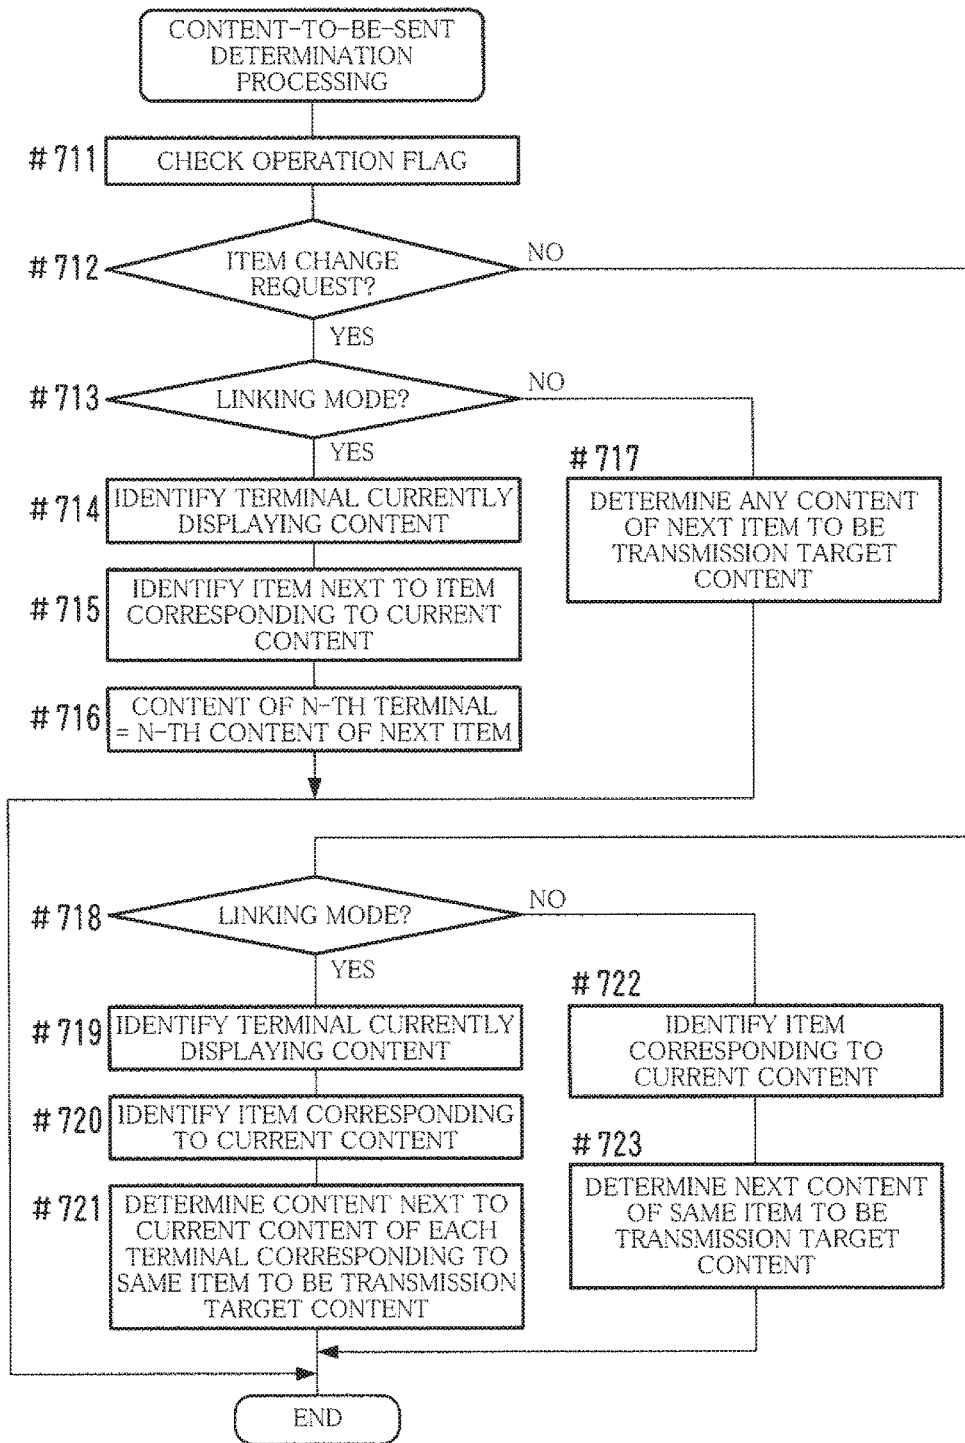 CONTENT-TO-BE-SENT
DETERMINATION
PROCESSING
#711
CHECK OPERATION FLAG
#712
ITEM CHANGE
REQUEST?
NO
YES
#713
LINKING MODE?
NO
YES
#714
IDENTIFY TERMINAL CURRENTLY
DISPLAYING CONTENT
#717
DETERMINE ANY CONTENT
OF NEXT ITEM TO BE
TRANSMISSION TARGET
CONTENT
#715
IDENTIFY ITEM NEXT TO ITEM
CORRESPONDING TO CURRENT
CONTENT
#716
CONTENT OF N-TH TERMINAL
= N-TH CONTENT OF NEXT ITEM
#718
LINKING MODE?
NO
YES
#719
IDENTIFY TERMINAL CURRENTLY
DISPLAYING CONTENT
#722
IDENTIFY ITEM
CORRESPONDING TO
CURRENT CONTENT
#720
IDENTIFY ITEM CORRESPONDING
TO CURRENT CONTENT
#723
DETERMINE NEXT CONTENT
OF SAME ITEM TO BE
TRANSMISSION TARGET
CONTENT
#721
DETERMINE CONTENT NEXT TO
CURRENT CONTENT OF EACH
TERMINAL CORRESPONDING TO
SAME ITEM TO BE TRANSMISSION
TARGET CONTENT
END